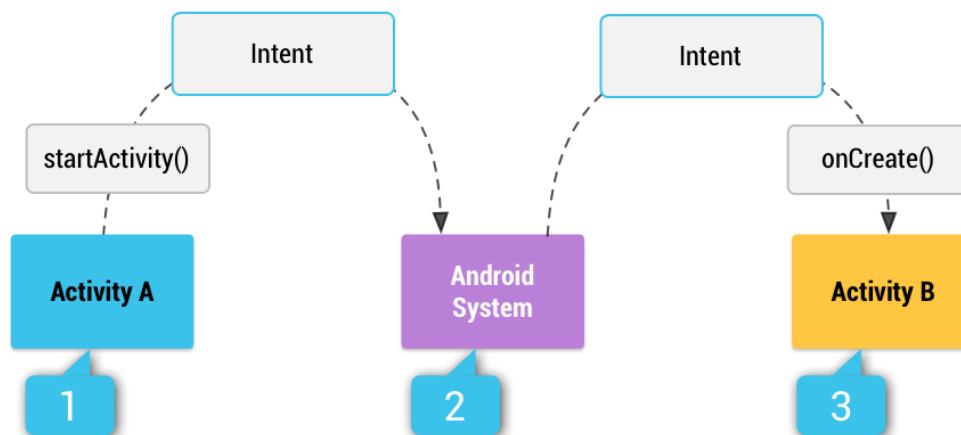 Intent
Intent
startActivity()
onCreate()
Activity A
Android
System
Activity B
1
2
3